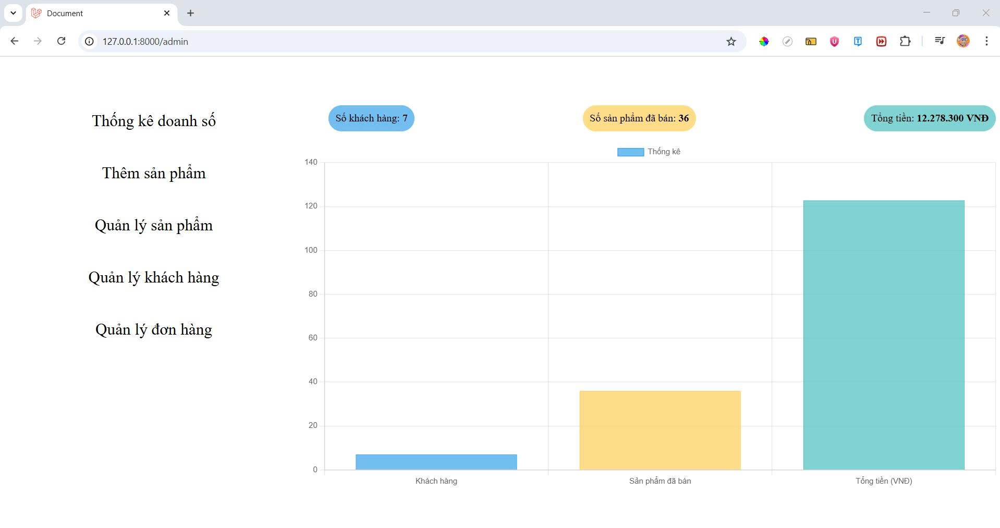 Document
127.0.0.1:8000/admin
Thống kê doanh số
Thêm sản phẩm
Quản lý sản phẩm
Quản lý khách hàng
Quản lý đơn hàng
Số khách hàng: 7
Số sản phẩm đã bán: 36
Tổng tiền: 12.278.300 VNĐ
Thống kê
140
120
100
80
60
40
20
0
Khách hàng
Sản phẩm đã bán
Tổng tiền (VNĐ)